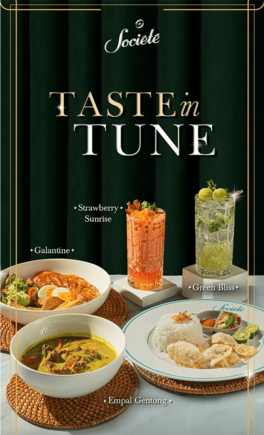 Societe
TASTE in
TUNE
• Strawberry •
Sunrise
• Galantine •
• Green Bliss •
Societe
• Empal Gentong •